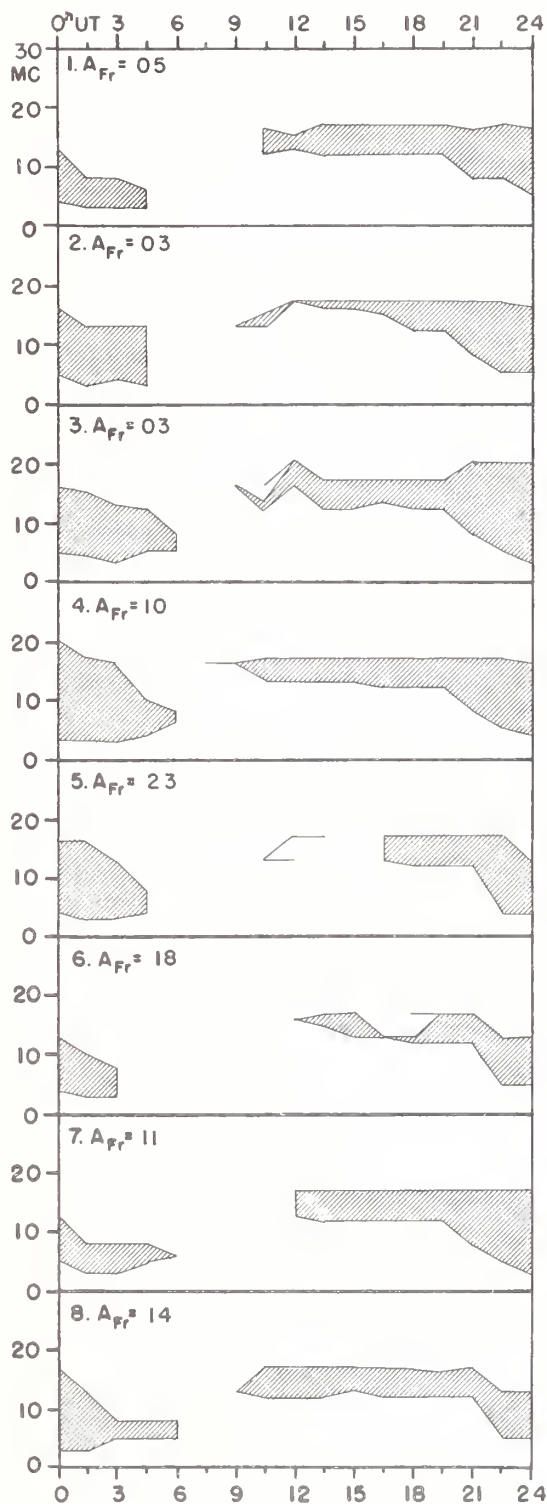 0ʰ UT 3 6 9 12 15 18 21 24
30
MC
1. A_Fr = 05
20
10
0
2. A_Fr = 03
20
10
0
3. A_Fr = 03
20
10
0
4. A_Fr = 10
20
10
0
5. A_Fr = 23
20
10
0
6. A_Fr = 18
20
10
0
7. A_Fr = 11
20
10
0
8. A_Fr = 14
20
10
0
0 3 6 9 12 15 18 21 24